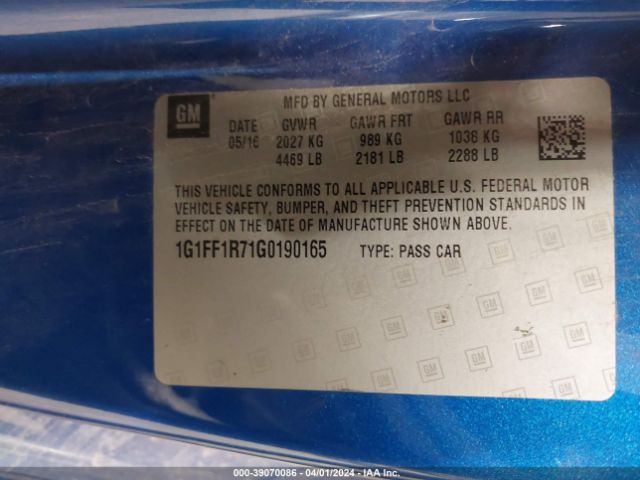 GM MFD BY GENERAL MOTORS LLC
DATE GVWR GAWR FRT GAWR RR
05/16 2027 KG 989 KG 1038 KG
4469 LB 2181 LB 2288 LB
THIS VEHICLE CONFORMS TO ALL APPLICABLE U.S. FEDERAL MOTOR
VEHICLE SAFETY, BUMPER, AND THEFT PREVENTION STANDARDS IN
EFFECT ON THE DATE OF MANUFACTURE SHOWN ABOVE.
1G1FF1R71G0190165 TYPE: PASS CAR
000-39070086 - 04/01/2024 - IAA Inc.